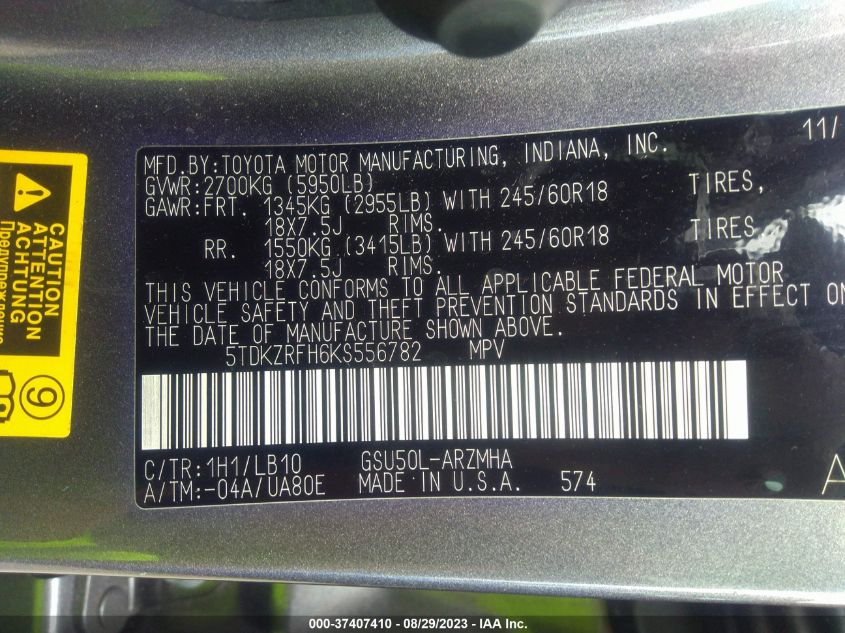 11/
MFD.BY:TOYOTA MOTOR MANUFACTURING, INDIANA, INC.
GVWR:2700KG (5950LB)
GAWR:FRT. 1345KG (2955LB) WITH 245/60R18 TIRES,
18X7.5J RIMS.
RR. 1550KG (3415LB) WITH 245/60R18 TIRES
18X7.5J RIMS.
THIS VEHICLE CONFORMS TO ALL APPLICABLE FEDERAL MOTOR
VEHICLE SAFETY AND THEFT PREVENTION STANDARDS IN EFFECT ON
THE DATE OF MANUFACTURE SHOWN ABOVE.
5TDKZRFH6KS556782 MPV
C/TR:1H1/LB10 GSU50L-ARZMHA
A/TM:-04A/UA80E MADE IN U.S.A. 574
A
CAUTION
ATTENTION
ACHTUNG
Предупреждение
9
000-37407410 - 08/29/2023 - IAA Inc.